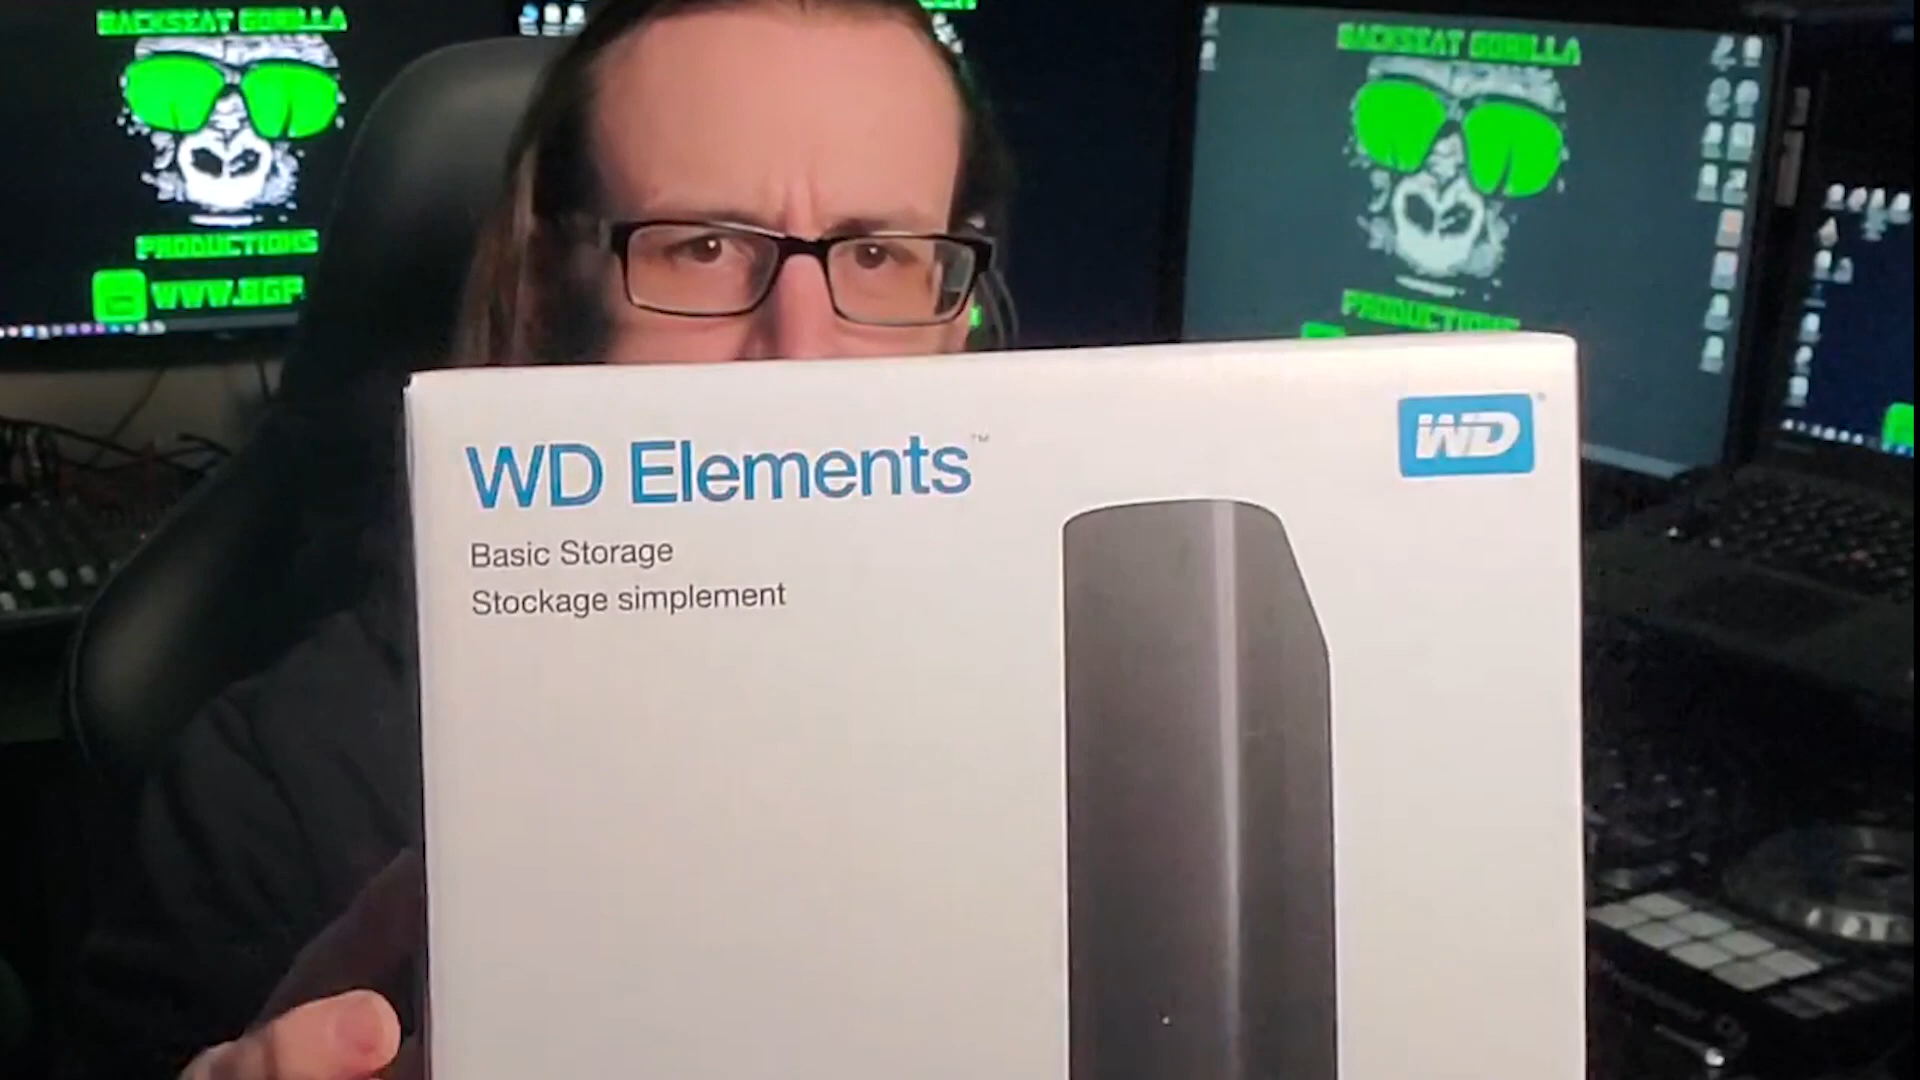 BACKSEAT GORILLA
PRODUCTIONS
WWW.BGP
BACKSEAT GORILLA
PRODUCTIONS
WD Elements™
Basic Storage
Stockage simplement
WD®